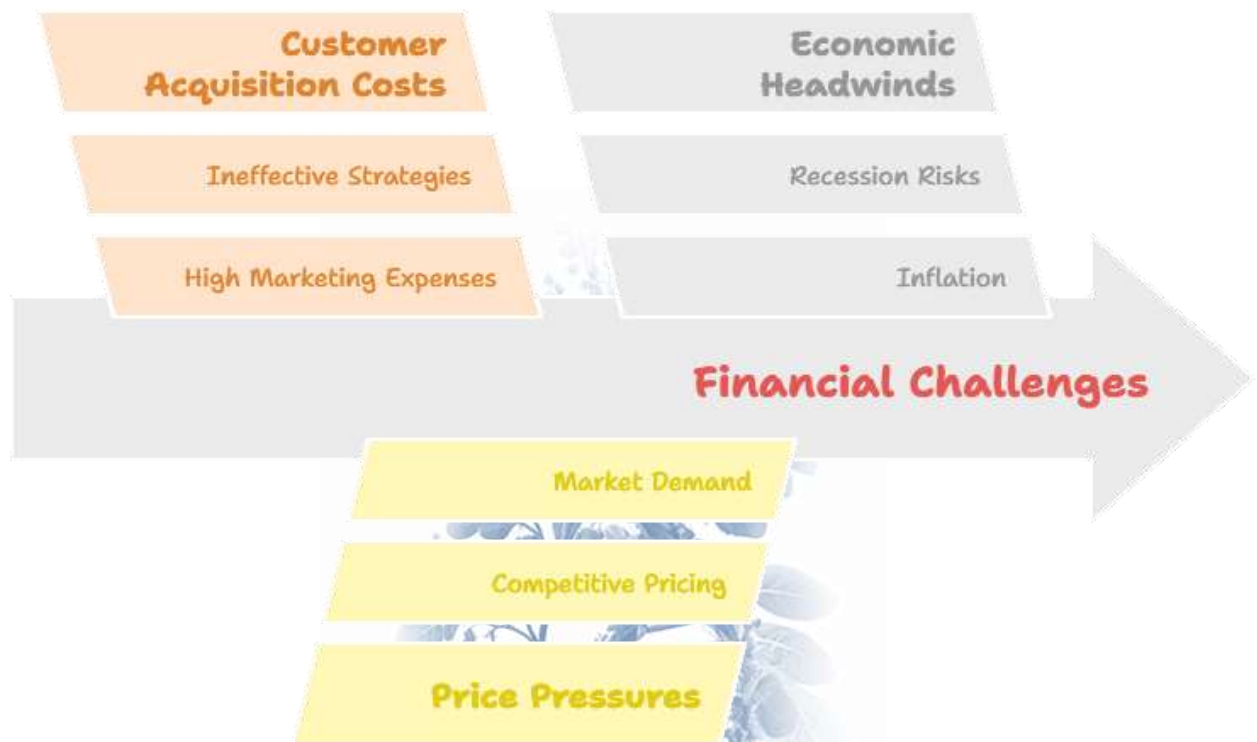 Customer
Acquisition Costs
Ineffective Strategies
High Marketing Expenses
Economic
Headwinds
Recession Risks
Inflation
Financial Challenges
Market Demand
Competitive Pricing
Price Pressures